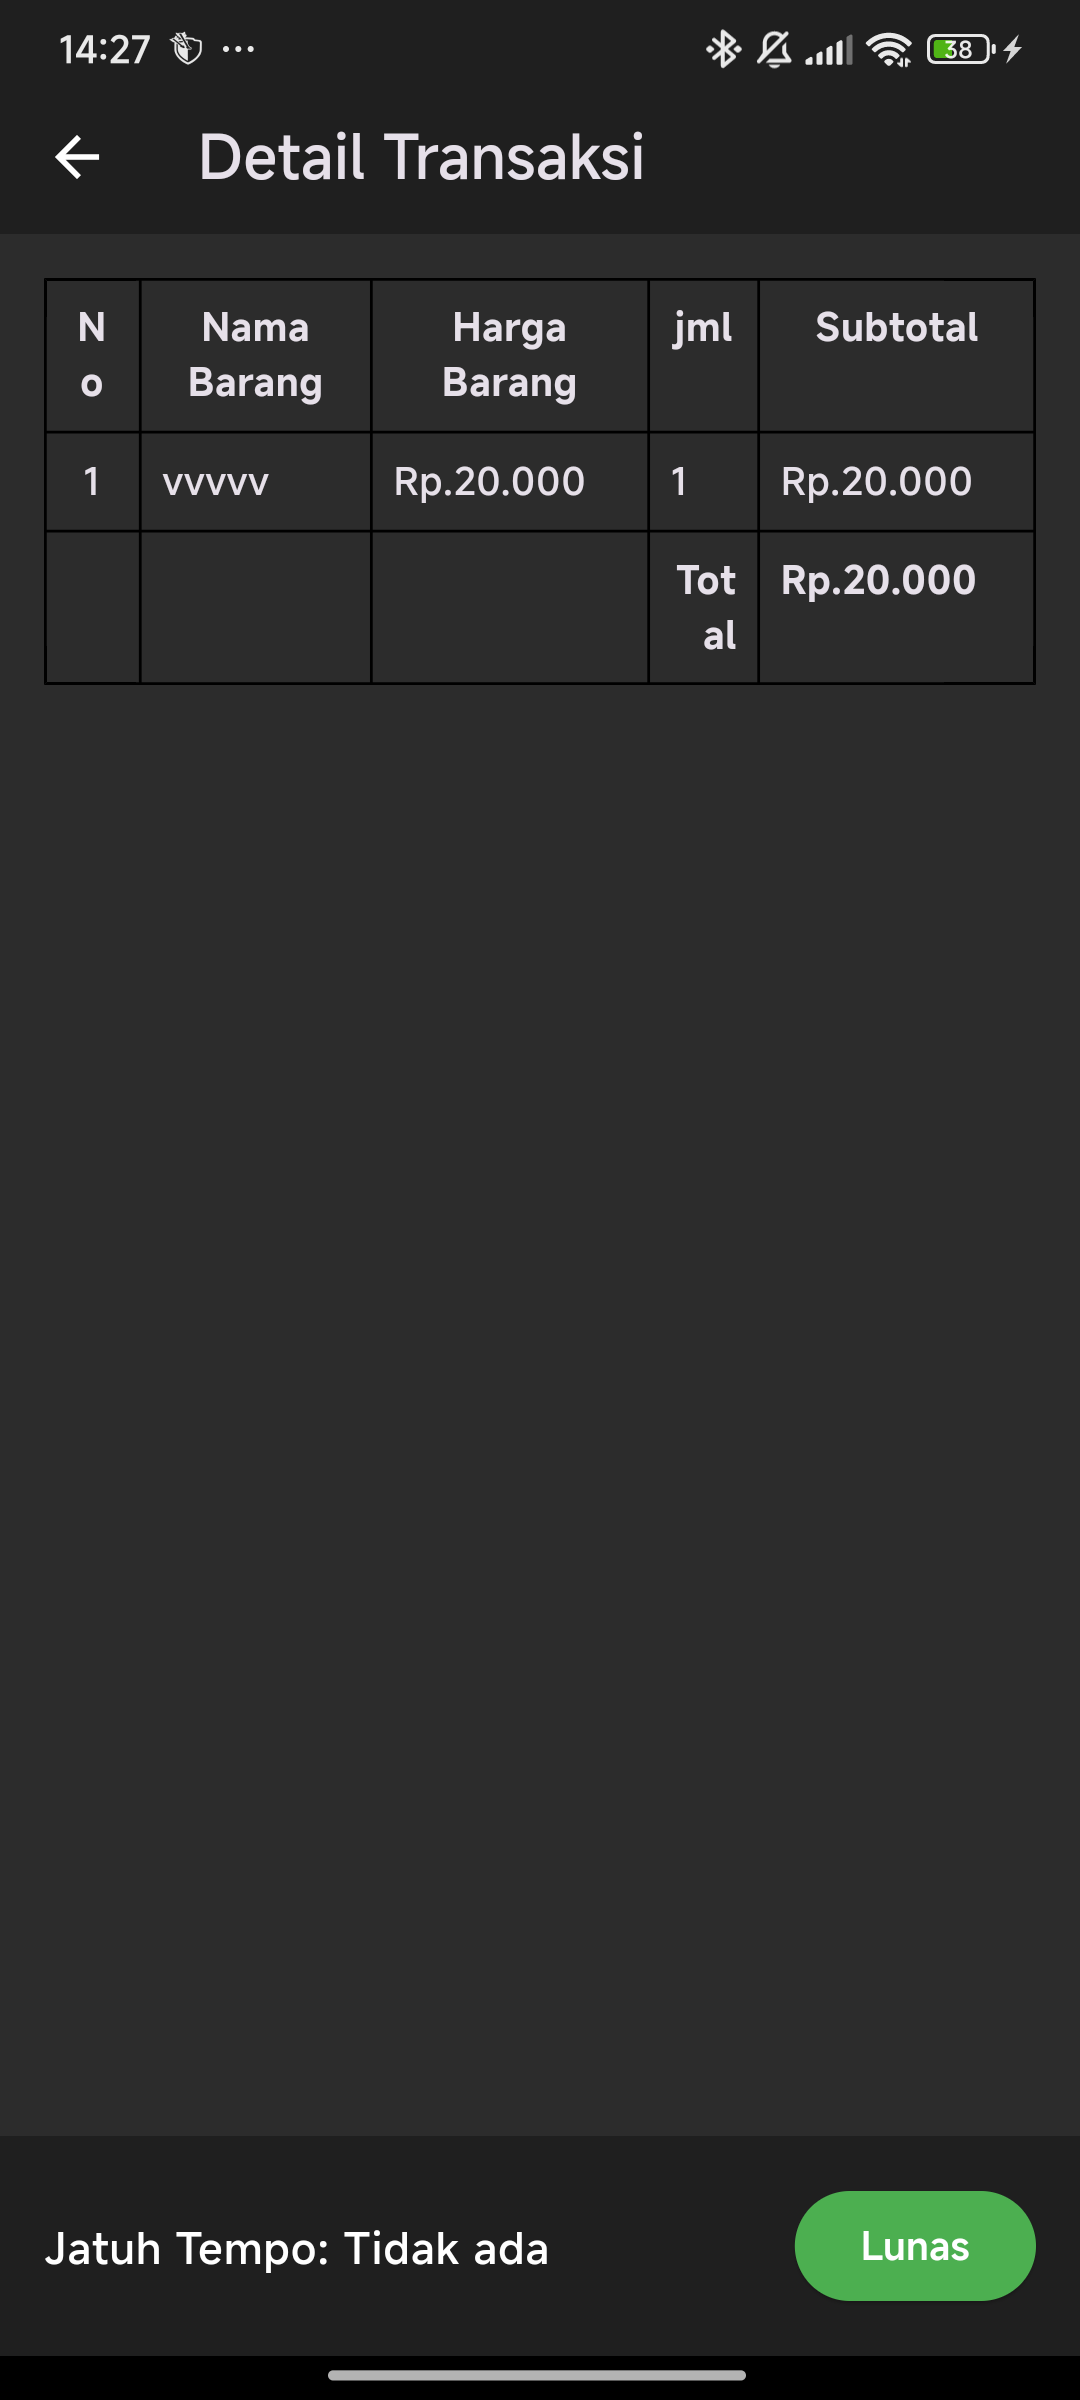 14:27
38
Detail Transaksi
No Nama Barang Harga Barang jml Subtotal
1 vvvvv Rp.20.000 1 Rp.20.000
Total Rp.20.000
Jatuh Tempo: Tidak ada
Lunas